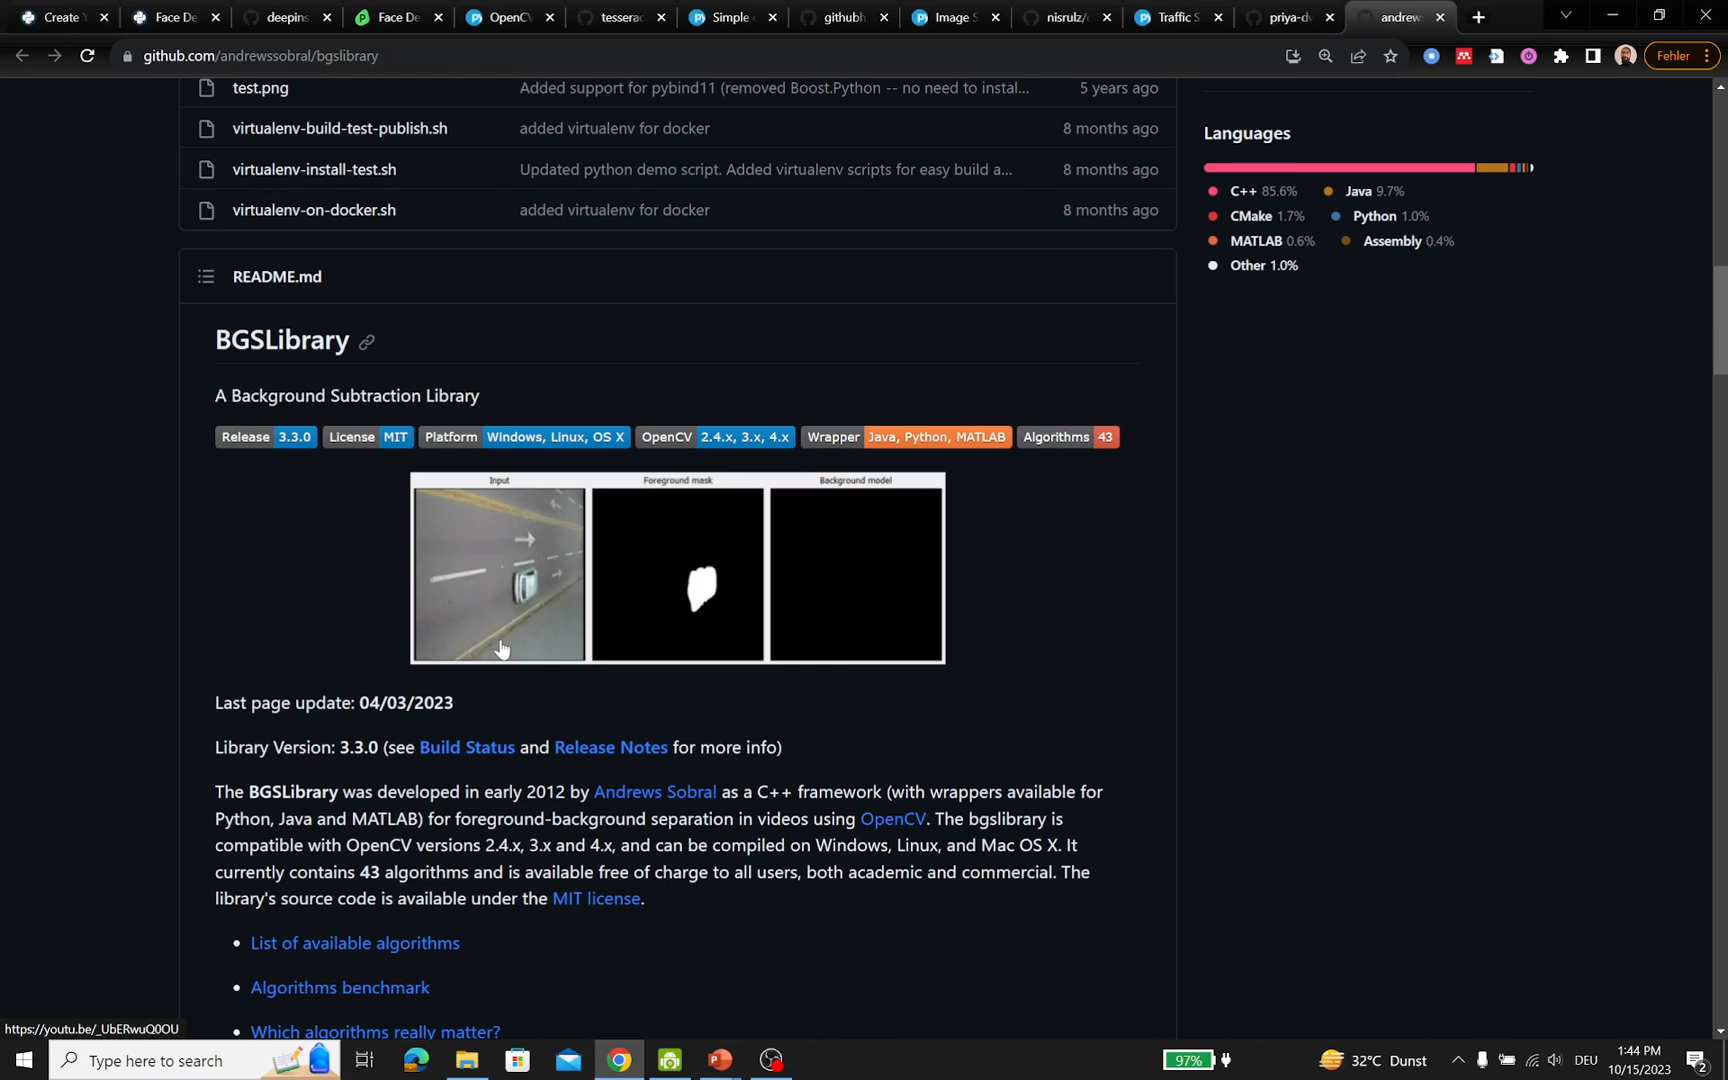 Create Y
Face De
deepins
Face De
OpenCV
tesserac
Simple o
githubh
Image S
nisrulz/
Traffic S
priya-dv
andrew
github.com/andrewssobral/bgslibrary
Fehler
test.png Added support for pybind11 (removed Boost.Python -- no need to instal... 5 years ago
virtualenv-build-test-publish.sh added virtualenv for docker 8 months ago
virtualenv-install-test.sh Updated python demo script. Added virtualenv scripts for easy build a... 8 months ago
virtualenv-on-docker.sh added virtualenv for docker 8 months ago
Languages
C++ 85.6% Java 9.7%
CMake 1.7% Python 1.0%
MATLAB 0.6% Assembly 0.4%
Other 1.0%
README.md
BGSLibrary
A Background Subtraction Library
Release 3.3.0 License MIT Platform Windows, Linux, OS X OpenCV 2.4.x, 3.x, 4.x Wrapper Java, Python, MATLAB Algorithms 43
Input Foreground mask Background model
Last page update: 04/03/2023
Library Version: 3.3.0 (see Build Status and Release Notes for more info)
The BGSLibrary was developed in early 2012 by Andrews Sobral as a C++ framework (with wrappers available for
Python, Java and MATLAB) for foreground-background separation in videos using OpenCV. The bgslibrary is
compatible with OpenCV versions 2.4.x, 3.x and 4.x, and can be compiled on Windows, Linux, and Mac OS X. It
currently contains 43 algorithms and is available free of charge to all users, both academic and commercial. The
library's source code is available under the MIT license.
• List of available algorithms
• Algorithms benchmark
• Which algorithms really matter?
https://youtu.be/_UbERwuQ0OU
Type here to search
97%
32°C Dunst
DEU
1:44 PM
10/15/2023
2